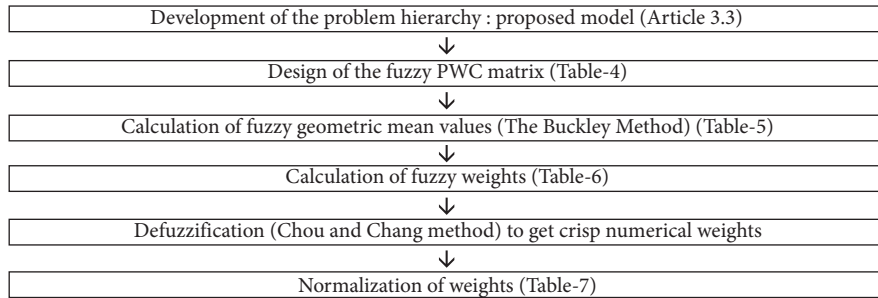 Development of the problem hierarchy : proposed model (Article 3.3)
Design of the fuzzy PWC matrix (Table-4)
Calculation of fuzzy geometric mean values (The Buckley Method) (Table-5)
Calculation of fuzzy weights (Table-6)
Defuzzification (Chou and Chang method) to get crisp numerical weights
Normalization of weights (Table-7)